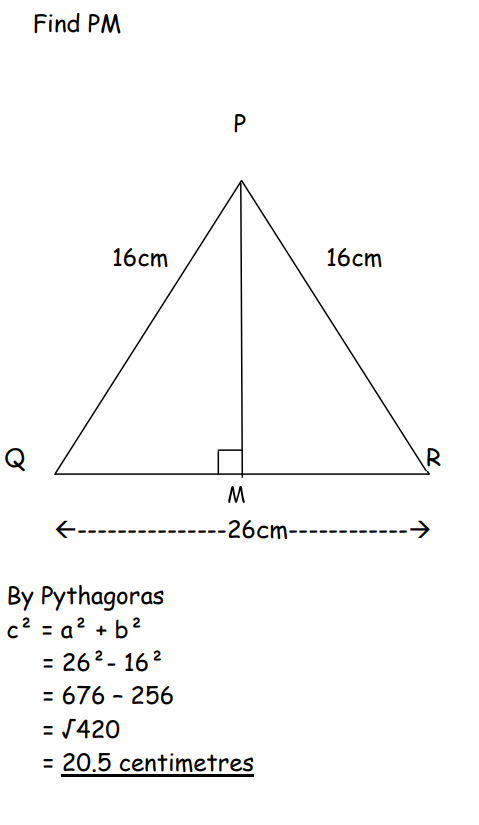 Find PM
P
16cm 16cm
Q R
M
←---------------26cm------------→
By Pythagoras
c² = a² + b²
= 26² - 16²
= 676 – 256
= √420
= 20.5 centimetres